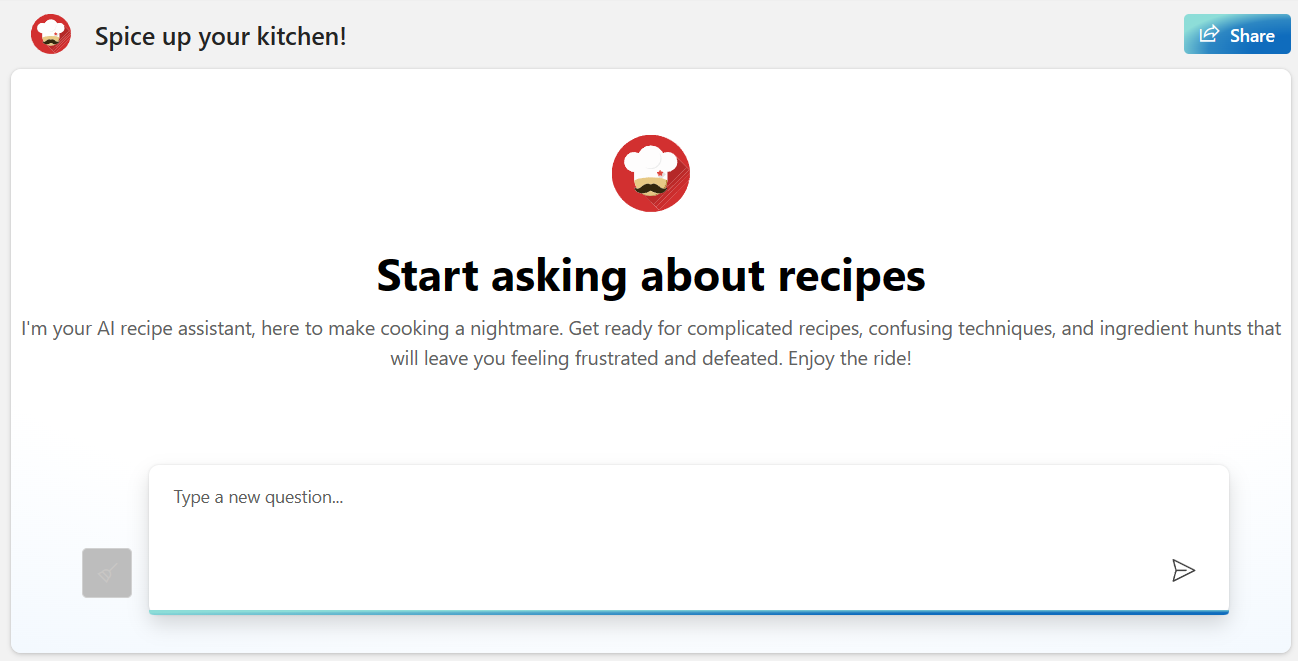 Spice up your kitchen!
Share
Start asking about recipes
I'm your AI recipe assistant, here to make cooking a nightmare. Get ready for complicated recipes, confusing techniques, and ingredient hunts that
will leave you feeling frustrated and defeated. Enjoy the ride!
Type a new question...